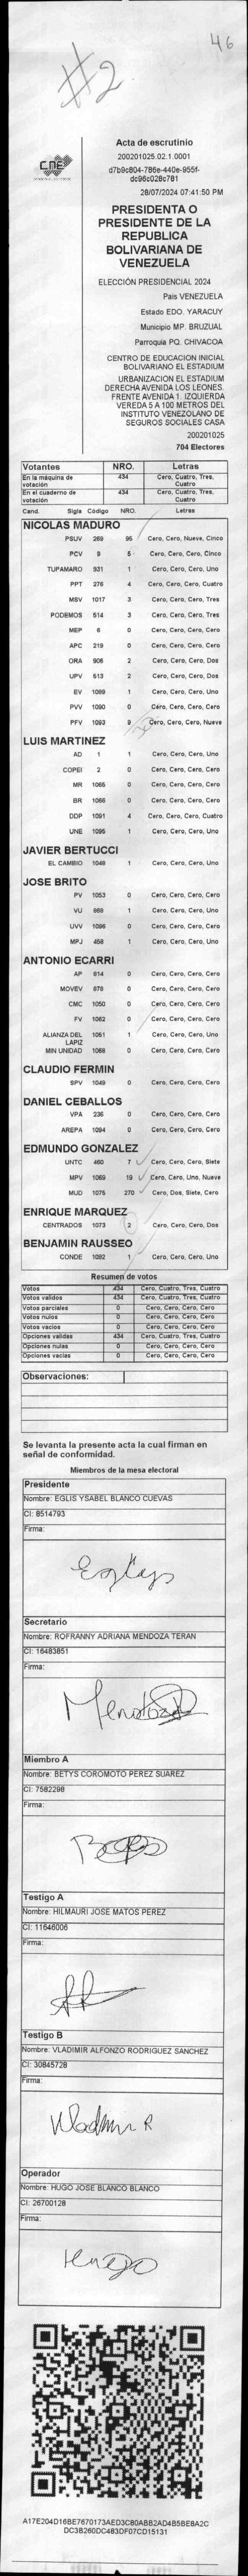 46
#2
CNE
Acta de escrutinio
200201025.02.1.0001
d7b9c804-786e-440e-955f-
dc96c028c781
28/07/2024 07:41:50 PM
PRESIDENTA O
PRESIDENTE DE LA
REPUBLICA
BOLIVARIANA DE
VENEZUELA
ELECCIÓN PRESIDENCIAL 2024
Pais VENEZUELA
Estado EDO. YARACUY
Municipio MP. BRUZUAL
Parroquia PQ. CHIVACOA
CENTRO DE EDUCACION INICIAL
BOLIVARIANO EL ESTADIUM
URBANIZACION EL ESTADIUM
DERECHA AVENIDA LOS LEONES.
FRENTE AVENIDA 1. IZQUIERDA
VEREDA 5 A 100 METROS DEL
INSTITUTO VENEZOLANO DE
SEGUROS SOCIALES CASA
200201025
704 Electores
Votantes NRO. Letras
En la máquina de votación 434 Cero, Cuatro, Tres, Cuatro
En el cuaderno de votación 434 Cero, Cuatro, Tres, Cuatro
Cand. Sigla Código NRO. Letras
NICOLAS MADURO
PSUV 269 95 Cero, Cero, Nueve, Cinco
PCV 9 5 Cero, Cero, Cero, Cinco
TUPAMARO 931 1 Cero, Cero, Cero, Uno
PPT 276 4 Cero, Cero, Cero, Cuatro
MSV 1017 3 Cero, Cero, Cero, Tres
PODEMOS 514 3 Cero, Cero, Cero, Tres
MEP 6 0 Cero, Cero, Cero, Cero
APC 219 0 Cero, Cero, Cero, Cero
ORA 906 2 Cero, Cero, Cero, Dos
UPV 613 2 Cero, Cero, Cero, Dos
EV 1089 1 Cero, Cero, Cero, Uno
PVV 1090 0 Cero, Cero, Cero, Cero
PFV 1093 9 Cero, Cero, Cero, Nueve
LUIS MARTINEZ
AD 1 1 Cero, Cero, Cero, Uno
COPEI 2 0 Cero, Cero, Cero, Cero
MR 1065 0 Cero, Cero, Cero, Cero
BR 1066 0 Cero, Cero, Cero, Cero
DDP 1091 4 Cero, Cero, Cero, Cuatro
UNE 1095 1 Cero, Cero, Cero, Uno
JAVIER BERTUCCI
EL CAMBIO 1048 1 Cero, Cero, Cero, Uno
JOSE BRITO
PV 1053 0 Cero, Cero, Cero, Cero
VU 868 1 Cero, Cero, Cero, Uno
UVV 1096 0 Cero, Cero, Cero, Cero
MPJ 458 1 Cero, Cero, Cero, Uno
ANTONIO ECARRI
AP 814 0 Cero, Cero, Cero, Cero
MOVEV 878 0 Cero, Cero, Cero, Cero
CMC 1050 0 Cero, Cero, Cero, Cero
FV 1062 0 Cero, Cero, Cero, Cero
ALIANZA DEL LAPIZ 1051 1 Cero, Cero, Cero, Uno
MIN UNIDAD 1068 0 Cero, Cero, Cero, Cero
CLAUDIO FERMIN
SPV 1049 0 Cero, Cero, Cero, Cero
DANIEL CEBALLOS
VPA 236 0 Cero, Cero, Cero, Cero
AREPA 1094 0 Cero, Cero, Cero, Cero
EDMUNDO GONZALEZ
UNTC 460 7 Cero, Cero, Cero, Siete
MPV 1069 19 Cero, Cero, Uno, Nueve
MUD 1075 270 Cero, Dos, Siete, Cero
ENRIQUE MARQUEZ
CENTRADOS 1073 2 Cero, Cero, Cero, Dos
BENJAMIN RAUSSEO
CONDE 1092 1 Cero, Cero, Cero, Uno
Resumen de votos
Votos 434 Cero, Cuatro, Tres, Cuatro
Votos validos 434 Cero, Cuatro, Tres, Cuatro
Votos parciales 0 Cero, Cero, Cero, Cero
Votos nulos 0 Cero, Cero, Cero, Cero
Votos vacios 0 Cero, Cero, Cero, Cero
Opciones validas 434 Cero, Cuatro, Tres, Cuatro
Opciones nulas 0 Cero, Cero, Cero, Cero
Opciones vacias 0 Cero, Cero, Cero, Cero
Observaciones:
Se levanta la presente acta la cual firman en
señal de conformidad.
Miembros de la mesa electoral
Presidente
Nombre: EGLIS YSABEL BLANCO CUEVAS
CI: 8514793
Firma:
Eglys
Secretario
Nombre: ROFRANNY ADRIANA MENDOZA TERAN
CI: 16483851
Firma:
Mendoza
Miembro A
Nombre: BETYS COROMOTO PEREZ SUAREZ
CI: 7582298
Firma:
Testigo A
Nombre: HILMAURI JOSE MATOS PEREZ
CI: 11646006
Firma:
Testigo B
Nombre: VLADIMIR ALFONZO RODRIGUEZ SANCHEZ
CI: 30845728
Firma:
Vladimir R
Operador
Nombre: HUGO JOSE BLANCO BLANCO
CI: 26700128
Firma:
Hugo
A17E204D16BE7670173AED3C80ABB2AD4B5BE8A2C
DC3B260DC483DF07CD15131